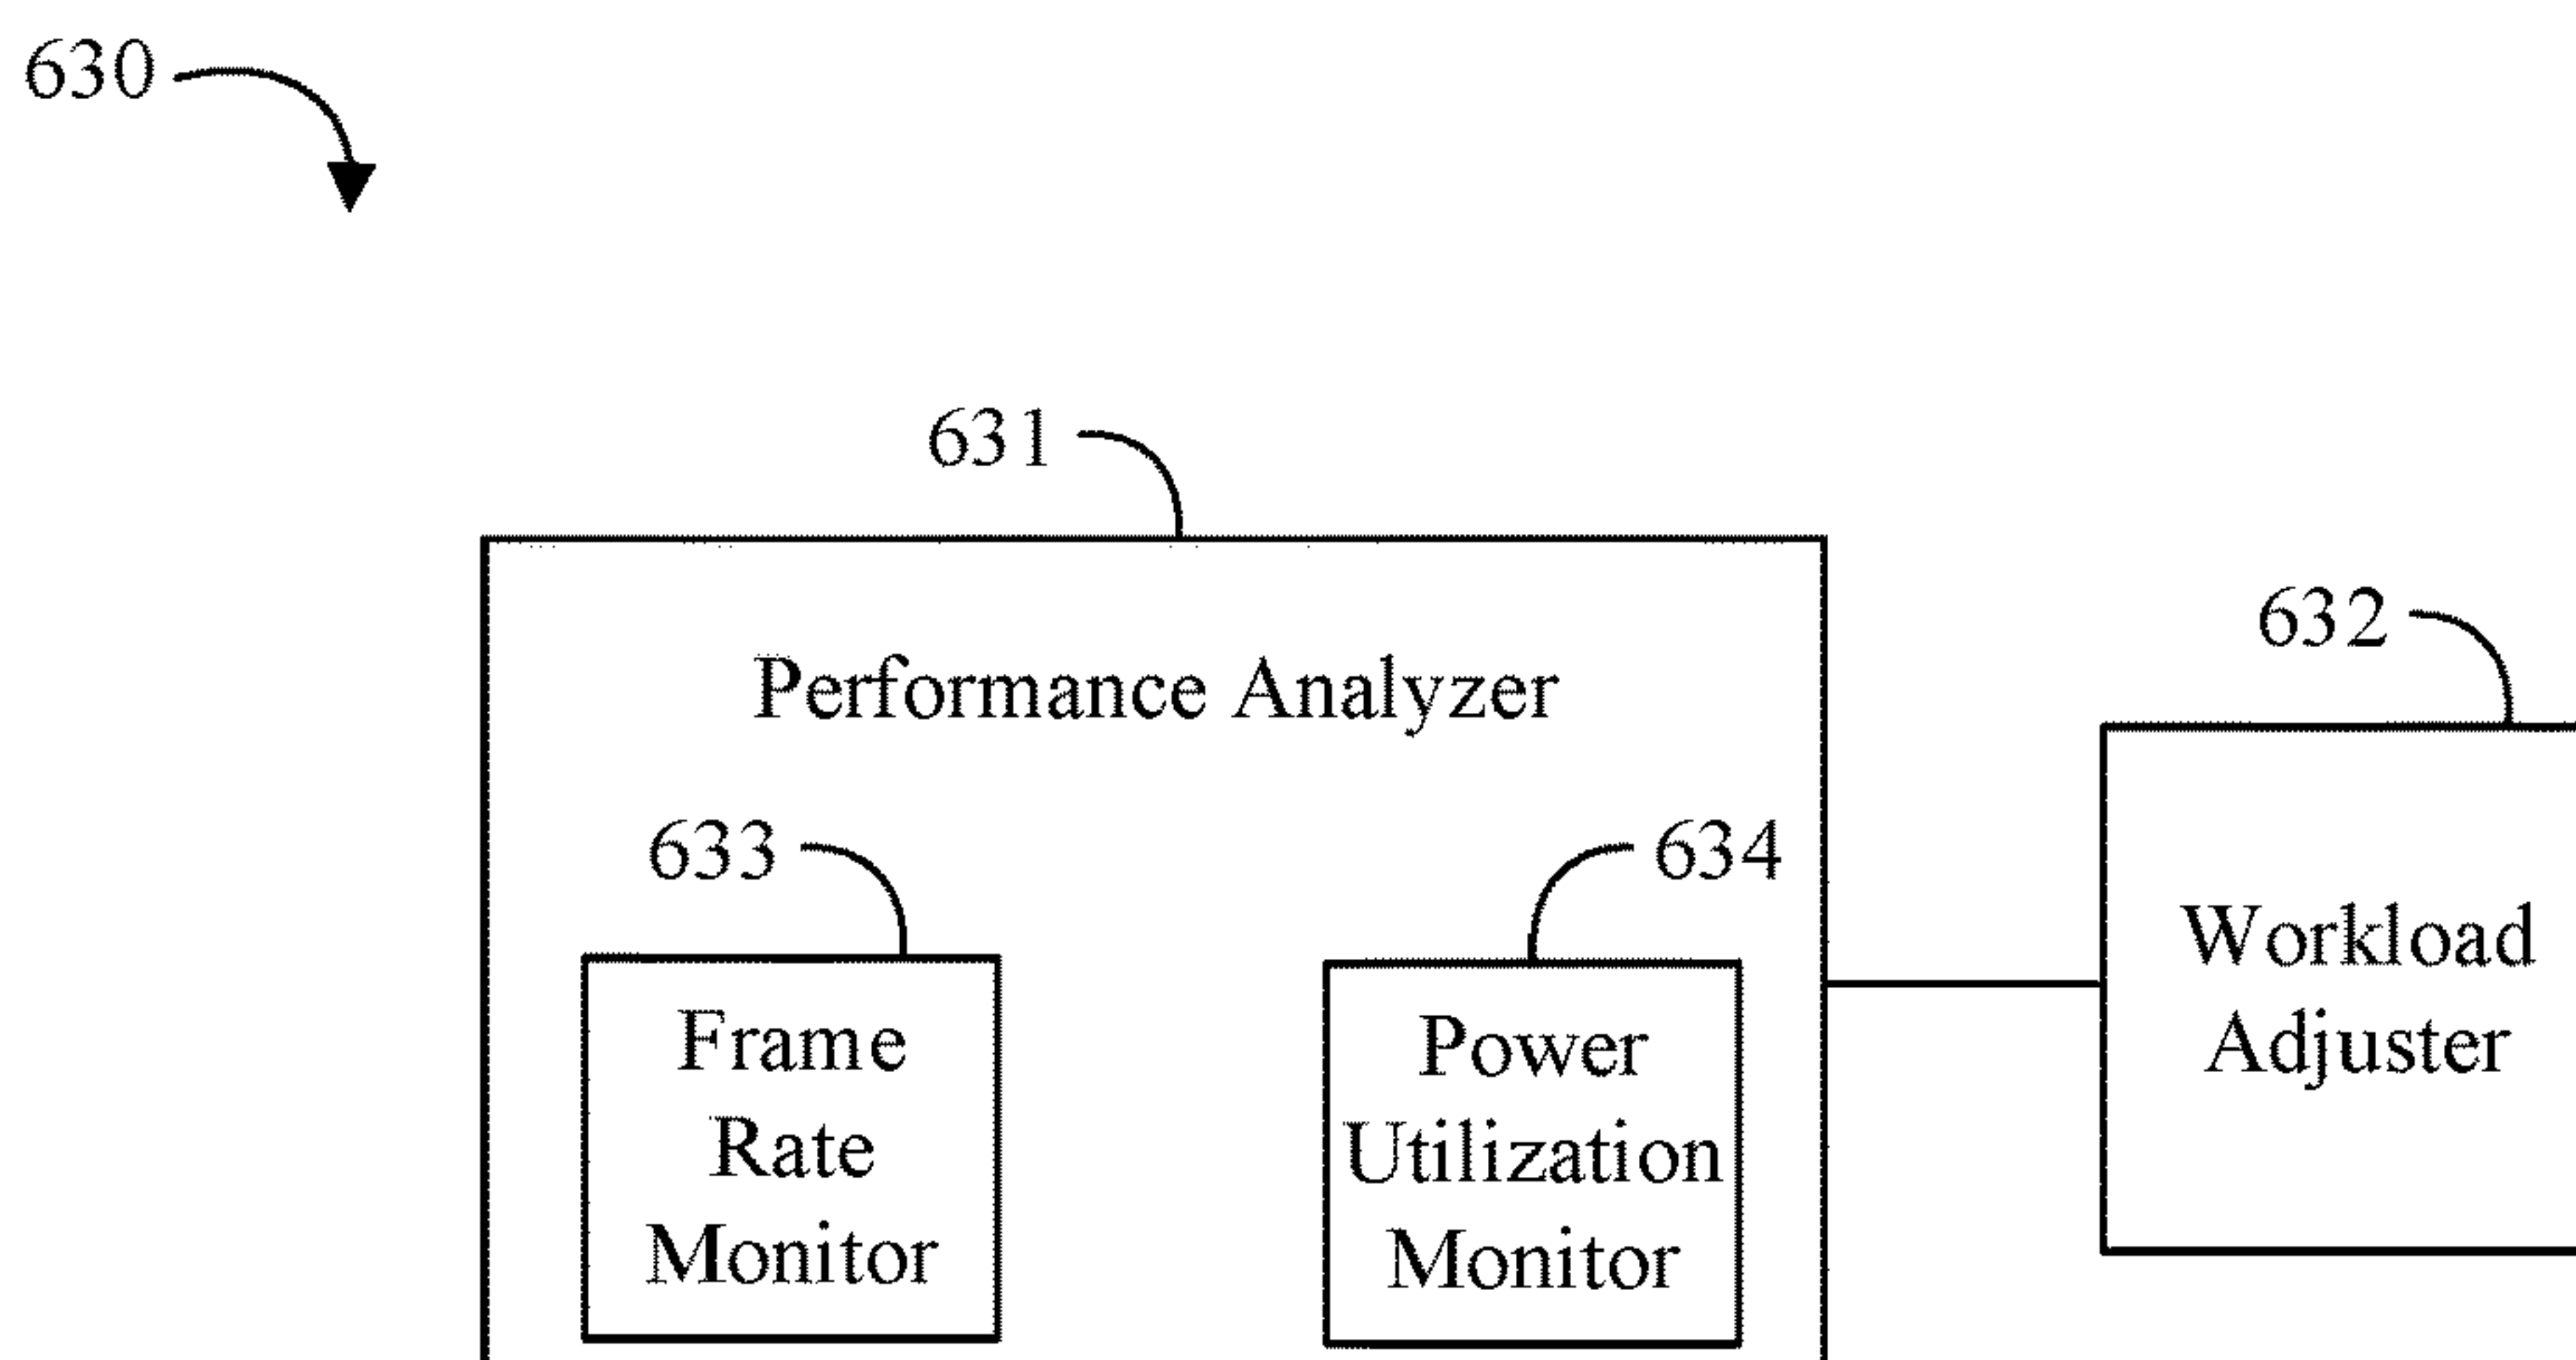 630
631
Performance Analyzer
632
633
634
Frame
Rate
Monitor
Power
Utilization
Monitor
Workload
Adjuster